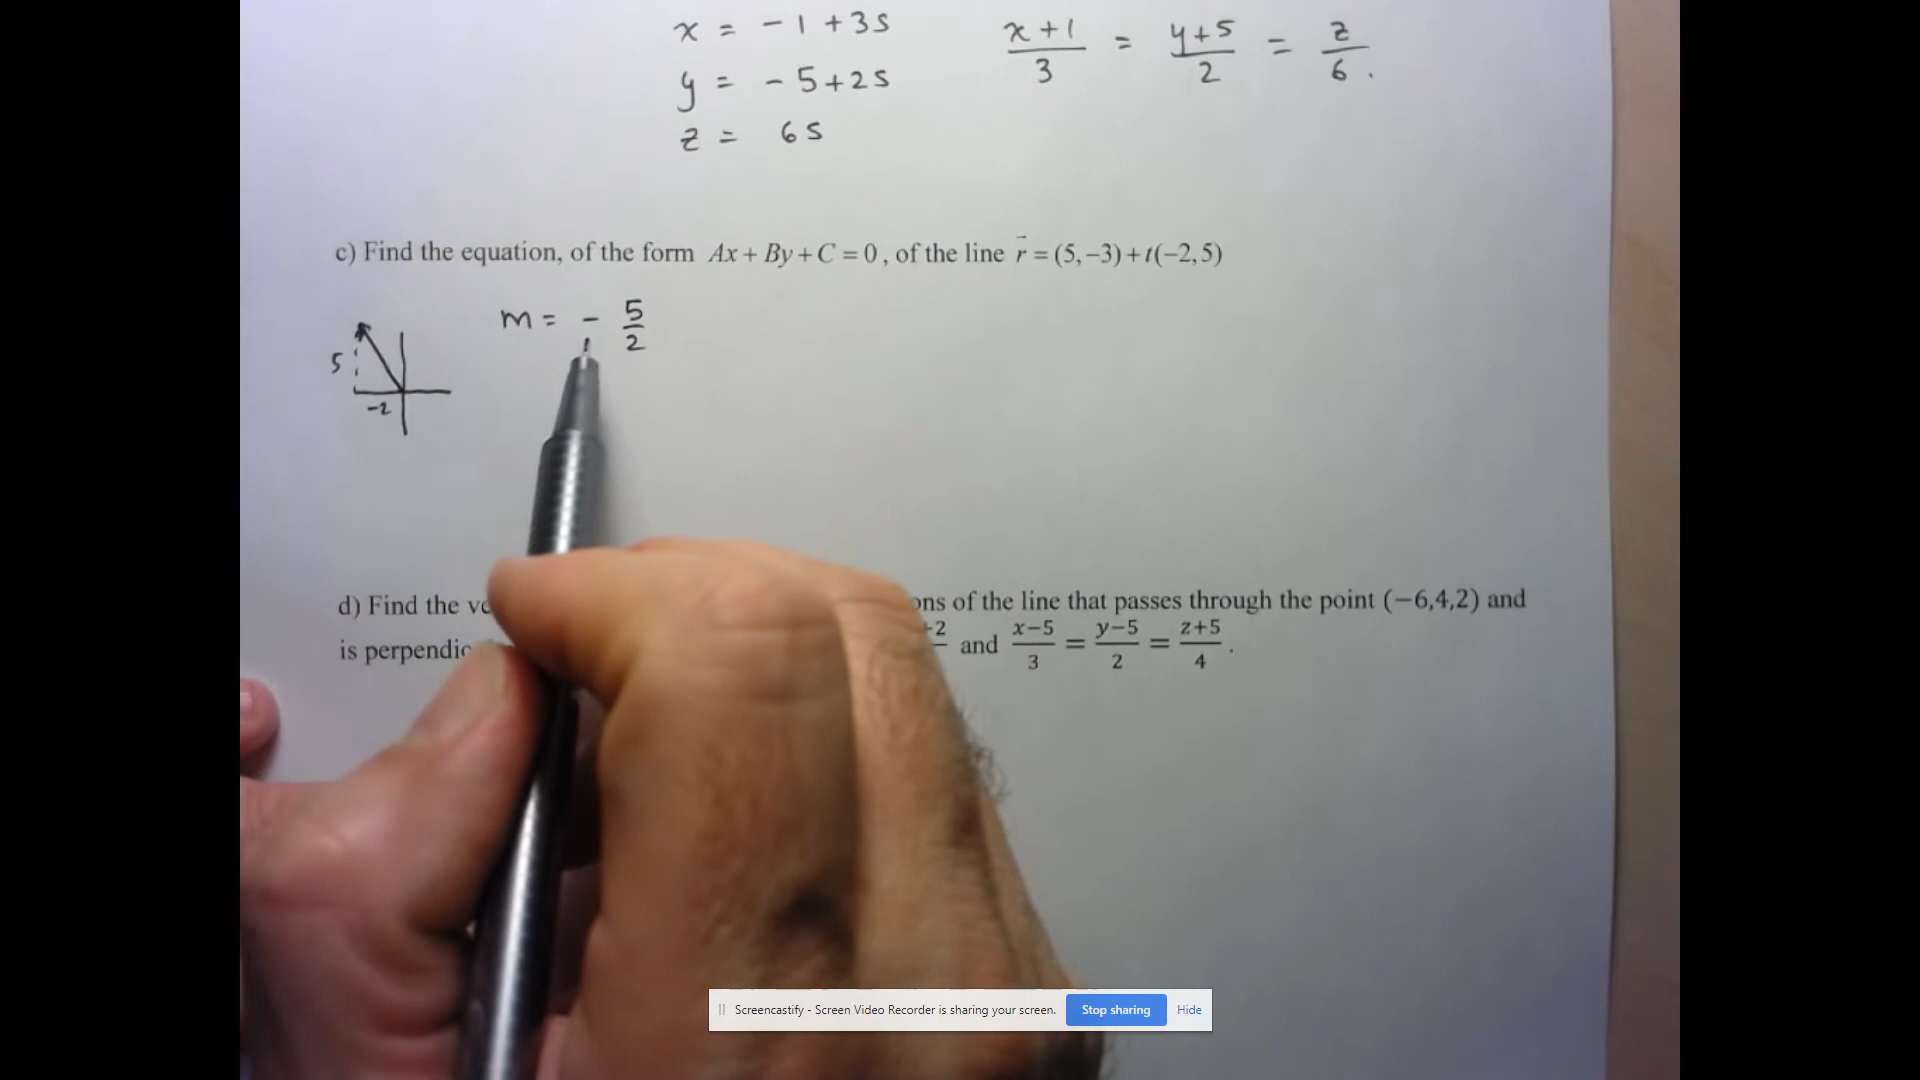 x = -1 + 3s
y = -5 + 2s
z = 6s
x+1/3 = y+5/2 = z/6.
c) Find the equation, of the form Ax + By + C = 0, of the line r⃗ = (5,−3) + t(−2,5)
5
-2
m = - 5/2
d) Find the of the line that passes through the point (−6,4,2) and
is and x−5/3 = y−5/2 = z+5/4.
Screencastify - Screen Video Recorder is sharing your screen.
Stop sharing
Hide